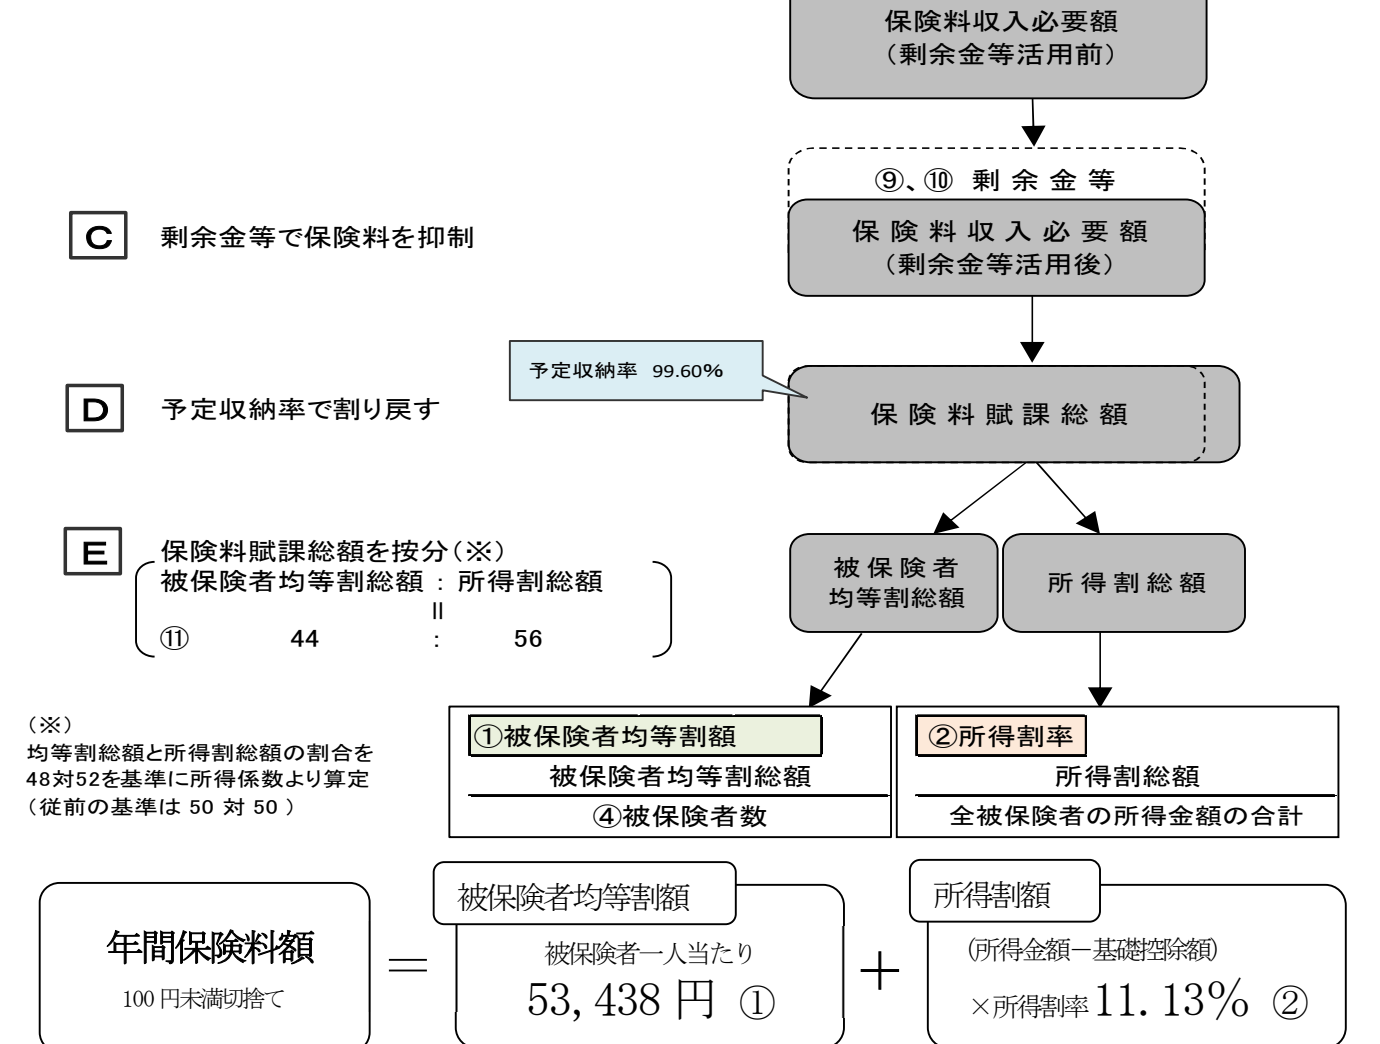 保険料収入必要額
（剰余金等活用前）
⑨、⑩ 剰余金等
C 剰余金等で保険料を抑制
保険料収入必要額
（剰余金等活用後）
予定収納率 99.60%
D 予定収納率で割り戻す
保険料賦課総額
E 保険料賦課総額を按分（※）
被保険者均等割総額 : 所得割総額
||
⑪ 44 : 56
被保険者
均等割総額
所得割総額
（※）
均等割総額と所得割総額の割合を
48対52を基準に所得係数より算定
（従前の基準は 50 対 50 ）
①被保険者均等割額
被保険者均等割総額
④被保険者数
②所得割率
所得割総額
全被保険者の所得金額の合計
年間保険料額
100 円未満切捨て
＝
被保険者均等割額
被保険者一人当たり
53,438 円 ①
＋
所得割額
(所得金額－基礎控除額)
×所得割率 11.13% ②